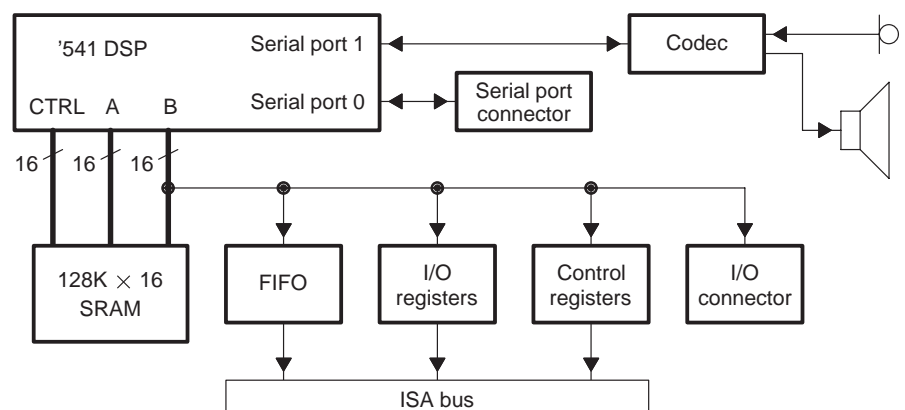 '541 DSP
Serial port 1
Codec
Serial port 0
Serial port
connector
CTRL A B
16 16 16
128K × 16
SRAM
FIFO
I/O
registers
Control
registers
I/O
connector
ISA bus